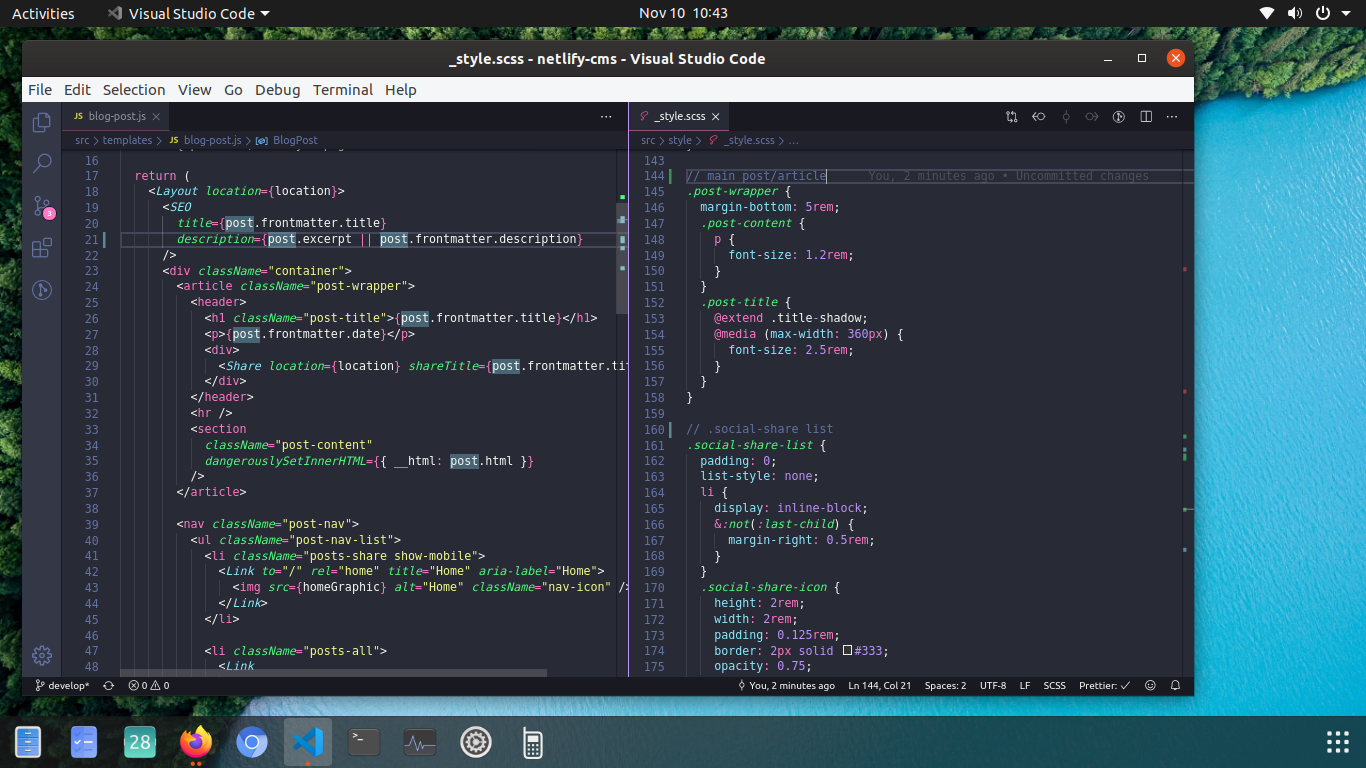 Activities
Visual Studio Code
Nov 10 10:43
_style.scss - netlify-cms - Visual Studio Code
File Edit Selection View Go Debug Terminal Help
JS blog-post.js
src > templates > JS blog-post.js > BlogPost
16
17 return (
18 <Layout location={location}>
19 <SEO
20 title={post.frontmatter.title}
21 description={post.excerpt || post.frontmatter.description}
22 />
23 <div className="container">
24 <article className="post-wrapper">
25 <header>
26 <h1 className="post-title">{post.frontmatter.title}</h1>
27 <p>{post.frontmatter.date}</p>
28 <div>
29 <Share location={location} shareTitle={post.frontmatter.tit
30 </div>
31 </header>
32 <hr />
33 <section
34 className="post-content"
35 dangerouslySetInnerHTML={{ __html: post.html }}
36 />
37 </article>
38
39 <nav className="post-nav">
40 <ul className="post-nav-list">
41 <li className="posts-share show-mobile">
42 <Link to="/" rel="home" title="Home" aria-label="Home">
43 <img src={homeGraphic} alt="Home" className="nav-icon" />
44 </Link>
45 </li>
46
47 <li className="posts-all">
48 <Link
_style.scss
src > style > _style.scss > ...
143
144 // main post/article You, 2 minutes ago • Uncommitted changes
145 .post-wrapper {
146 margin-bottom: 5rem;
147 .post-content {
148 p {
149 font-size: 1.2rem;
150 }
151 }
152 .post-title {
153 @extend .title-shadow;
154 @media (max-width: 360px) {
155 font-size: 2.5rem;
156 }
157 }
158 }
159
160 // .social-share list
161 .social-share-list {
162 padding: 0;
163 list-style: none;
164 li {
165 display: inline-block;
166 &:not(:last-child) {
167 margin-right: 0.5rem;
168 }
169 }
170 .social-share-icon {
171 height: 2rem;
172 width: 2rem;
173 padding: 0.125rem;
174 border: 2px solid #333;
175 opacity: 0.75;
3
develop* 0 0
You, 2 minutes ago Ln 144, Col 21 Spaces: 2 UTF-8 LF SCSS Prettier: ✓
28
>_